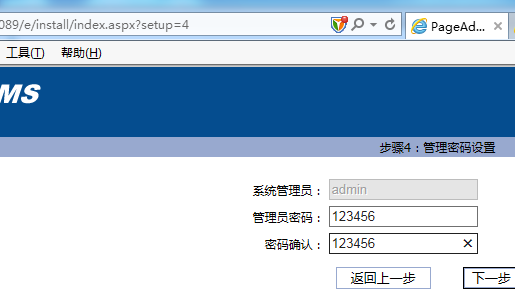 089/e/install/index.aspx?setup=4
PageAd...
工具(T) 帮助(H)
MS
步骤4：管理密码设置
系统管理员： admin
管理员密码： 123456
密码确认： 123456
返回上一步 下一步